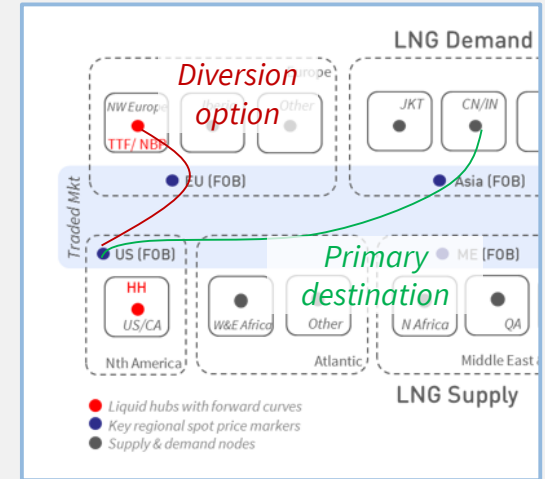 LNG Demand
Diversion
option
Europe
NW Europe
Iberia
Other
JKT
CN/IN
TTF/ NBP
EU (FOB)
Asia (FOB)
Traded Mkt
US (FOB)
Primary
destination
ME (FOB)
HH
US/CA
W&E Africa
Other
N Africa
QA
Nth America
Atlantic
Middle East
LNG Supply
Liquid hubs with forward curves
Key regional spot price markers
Supply & demand nodes